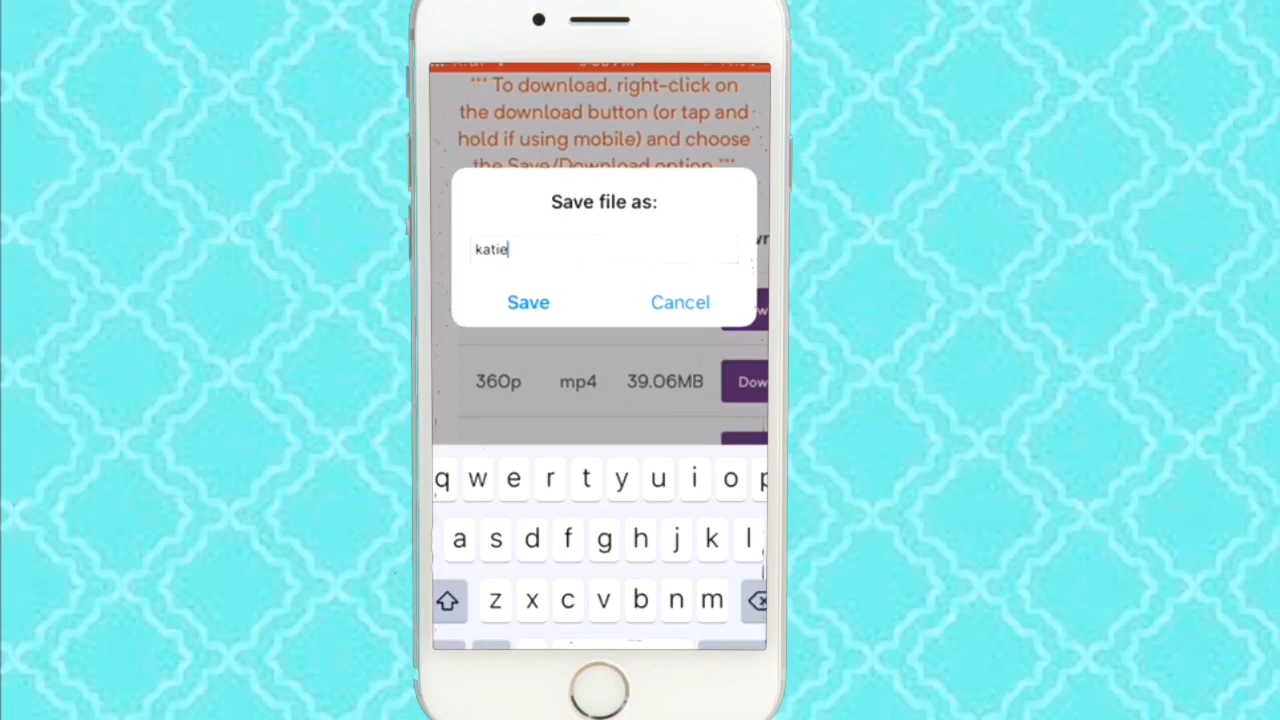 *** To download, right-click on
the download button (or tap and
hold if using mobile) and choose
the Save/Download option ***
Save file as:
katie
Save Cancel
360p mp4 39.06MB Dow
q w e r t y u i o p
a s d f g h j k l
z x c v b n m